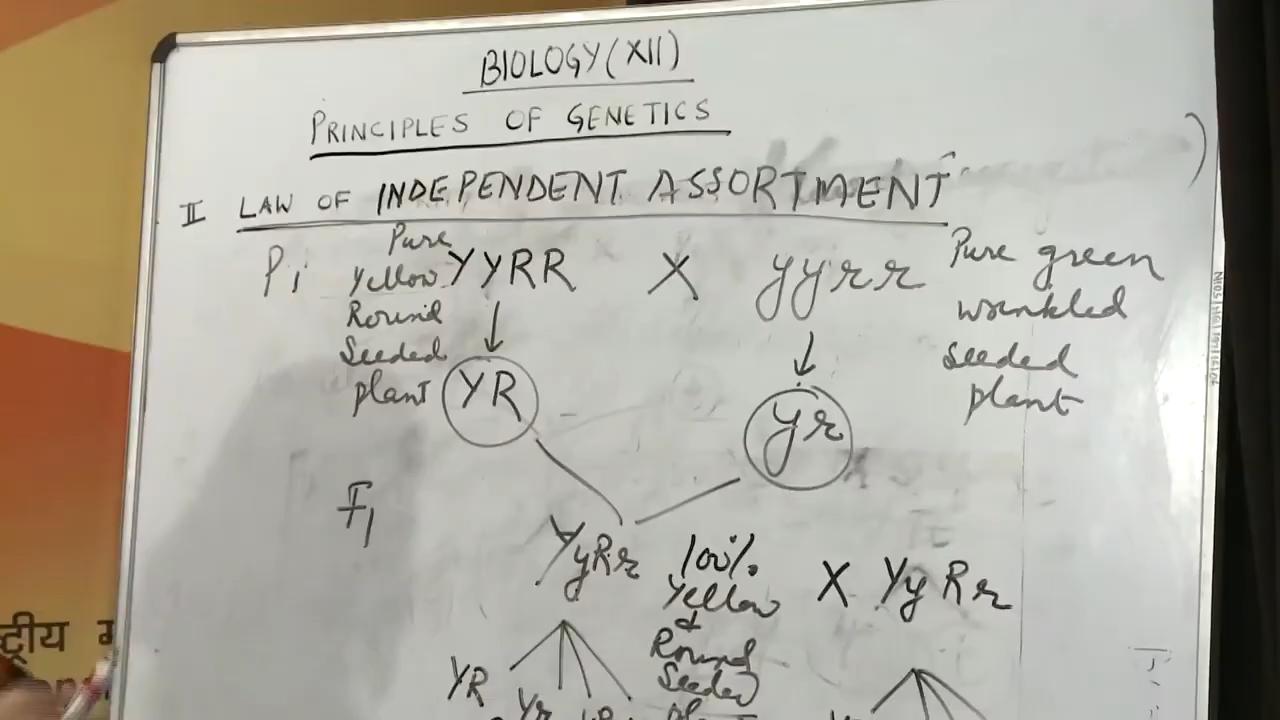 BIOLOGY (XII)
PRINCIPLES OF GENETICS
II LAW OF INDEPENDENT ASSORTMENT
P1 Pure Yellow Round Seeded plant YYRR X yyrr Pure green wrinkled seeded plant
YR yr
F1
YyRr 100% Yellow & Round Seeded X YyRr
YR Yr
ट्रीय